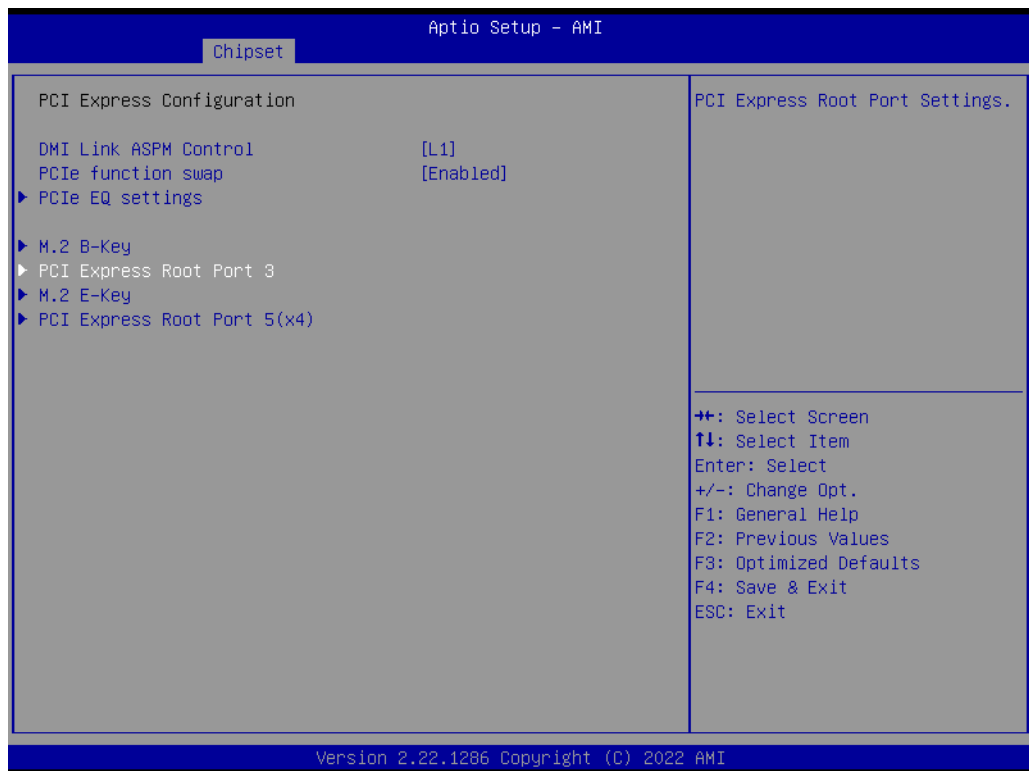 Aptio Setup – AMI
Chipset
PCI Express Configuration
DMI Link ASPM Control [L1]
PCIe function swap [Enabled]
▶ PCIe EQ settings
▶ M.2 B-Key
▶ PCI Express Root Port 3
▶ M.2 E-Key
▶ PCI Express Root Port 5(x4)
PCI Express Root Port Settings.
→←: Select Screen
↑↓: Select Item
Enter: Select
+/-: Change Opt.
F1: General Help
F2: Previous Values
F3: Optimized Defaults
F4: Save & Exit
ESC: Exit
Version 2.22.1286 Copyright (C) 2022 AMI